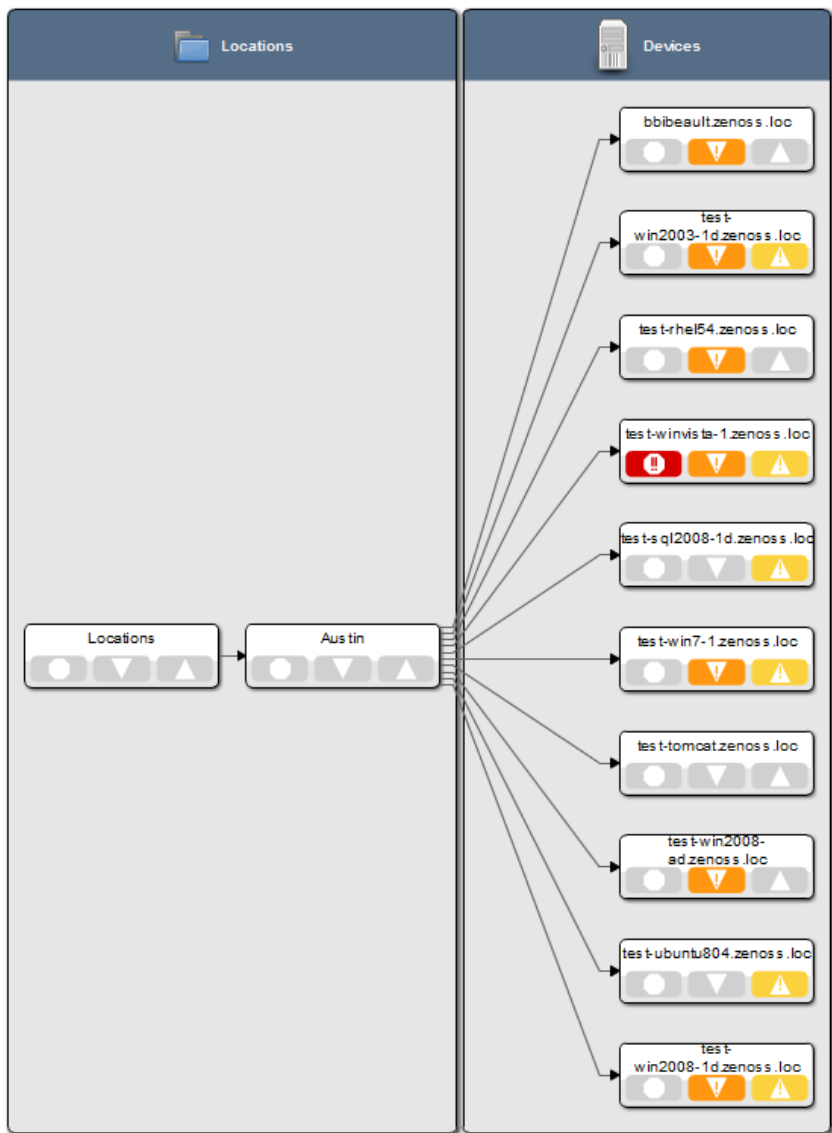 Locations
Devices
bbibeault.zenoss.loc
test-
win2003-1d.zenoss.loc
test-rhel54.zenoss.loc
test-winvista-1.zenoss.loc
test-sql2008-1d.zenoss.loc
Locations
Austin
test-win7-1.zenoss.loc
test-tomcat.zenoss.loc
test-win2008-
ad.zenoss.loc
test-ubuntu804.zenoss.loc
test-
win2008-1d.zenoss.loc